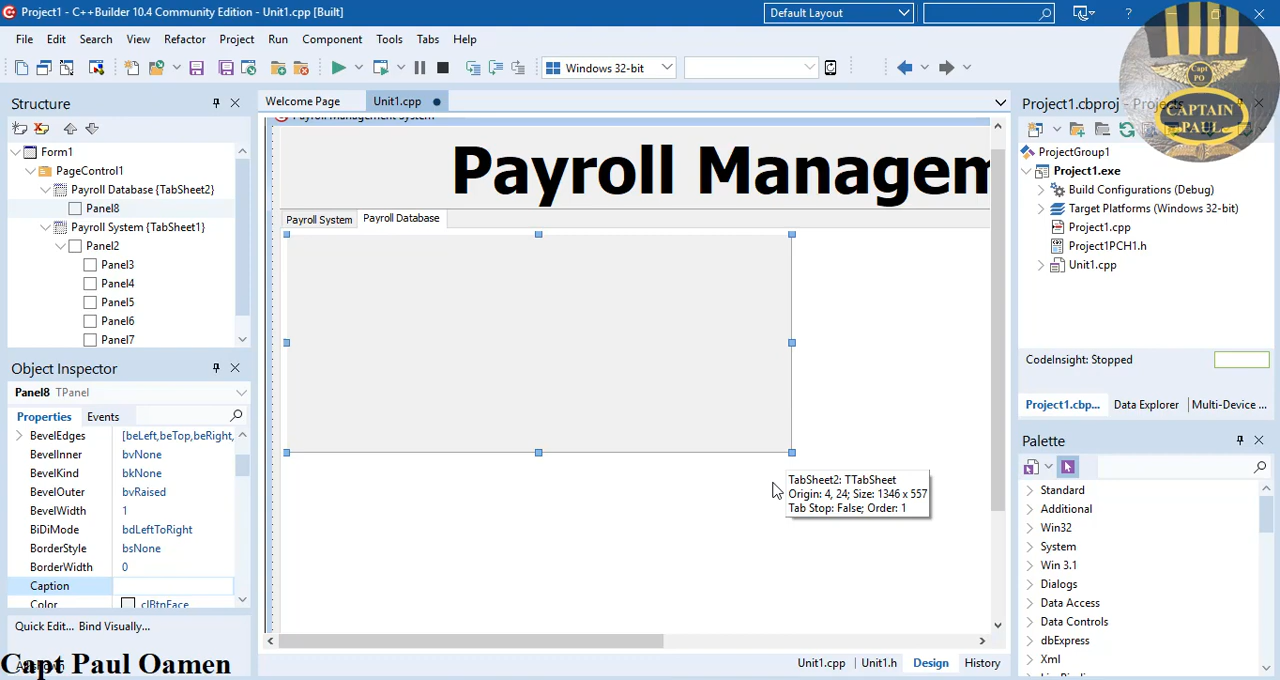 Project1 - C++Builder 10.4 Community Edition - Unit1.cpp [Built]
Default Layout
?
File Edit Search View Refactor Project Run Component Tools Tabs Help
Windows 32-bit
Capt
PO
CAPTAIN
PAUL
Structure
Form1
PageControl1
Payroll Database {TabSheet2}
Panel8
Payroll System {TabSheet1}
Panel2
Panel3
Panel4
Panel5
Panel6
Panel7
Object Inspector
Panel8 TPanel
Properties Events
BevelEdges [beLeft,beTop,beRight,
BevelInner bvNone
BevelKind bkNone
BevelOuter bvRaised
BevelWidth 1
BiDiMode bdLeftToRight
BorderStyle bsNone
BorderWidth 0
Caption
Color clBtnFace
Quick Edit... Bind Visually...
Capt Paul Oamen
Welcome Page Unit1.cpp
Payroll Management System
Payroll Managem
Payroll System Payroll Database
TabSheet2: TTabSheet
Origin: 4, 24; Size: 1346 x 557
Tab Stop: False; Order: 1
Unit1.cpp Unit1.h Design History
Project1.cbproj - Projects
ProjectGroup1
Project1.exe
Build Configurations (Debug)
Target Platforms (Windows 32-bit)
Project1.cpp
Project1PCH1.h
Unit1.cpp
CodeInsight: Stopped
Project1.cbp... Data Explorer Multi-Device ...
Palette
Standard
Additional
Win32
System
Win 3.1
Dialogs
Data Access
Data Controls
dbExpress
Xml